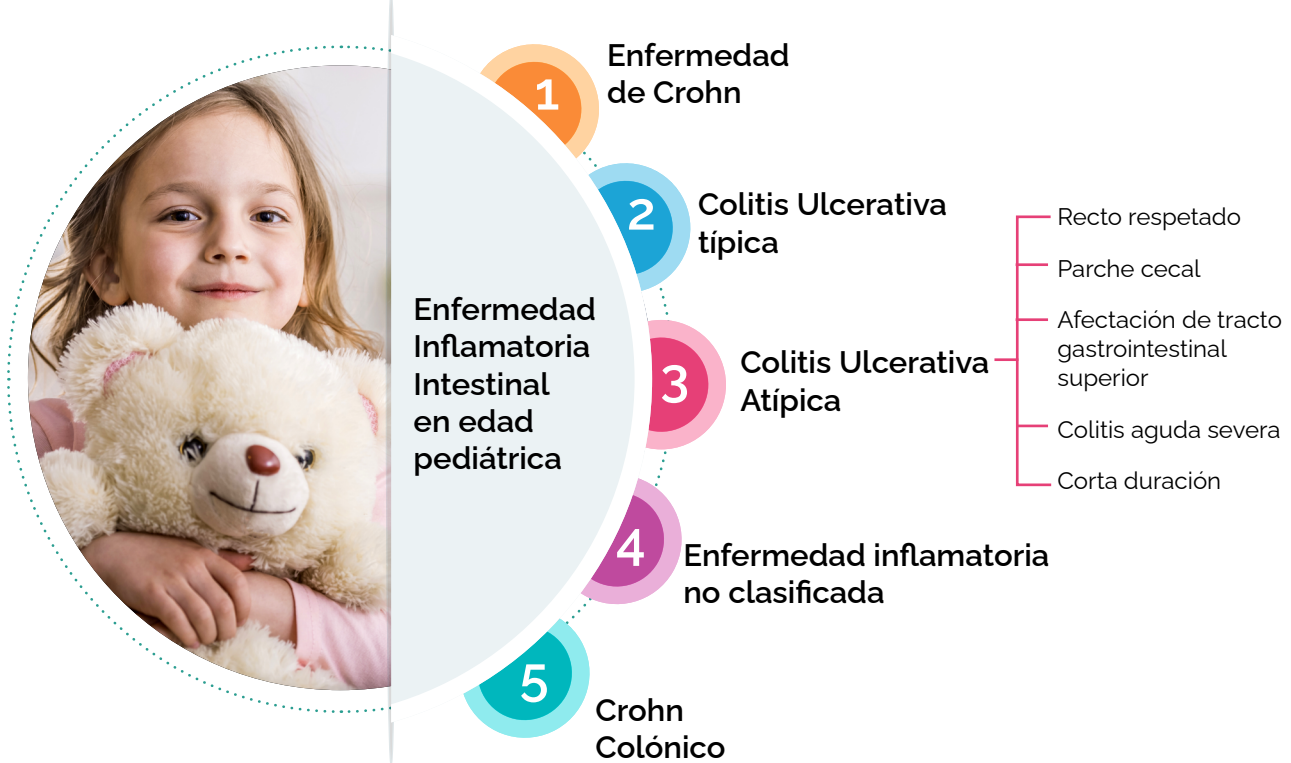 Enfermedad
Inflamatoria
Intestinal
en edad
pediátrica
1
Enfermedad
de Crohn
2
Colitis Ulcerativa
típica
3
Colitis Ulcerativa
Atípica
Recto respetado
Parche cecal
Afectación de tracto
gastrointestinal
superior
Colitis aguda severa
Corta duración
4
Enfermedad inflamatoria
no clasificada
5
Crohn
Colónico